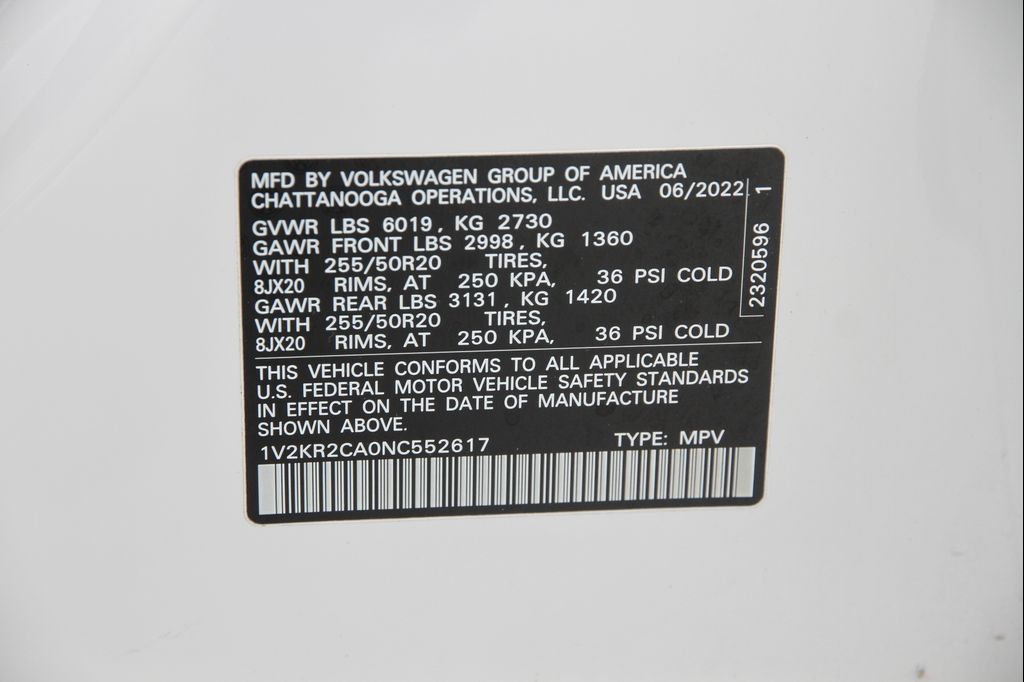 MFD BY VOLKSWAGEN GROUP OF AMERICA
CHATTANOOGA OPERATIONS, LLC. USA 06/2022
GVWR LBS 6019, KG 2730
GAWR FRONT LBS 2998, KG 1360
WITH 255/50R20 TIRES,
8JX20 RIMS, AT 250 KPA, 36 PSI COLD
GAWR REAR LBS 3131, KG 1420
WITH 255/50R20 TIRES,
8JX20 RIMS, AT 250 KPA, 36 PSI COLD
2320596 1
THIS VEHICLE CONFORMS TO ALL APPLICABLE
U.S. FEDERAL MOTOR VEHICLE SAFETY STANDARDS
IN EFFECT ON THE DATE OF MANUFACTURE
SHOWN ABOVE.
1V2KR2CA0NC552617 TYPE: MPV